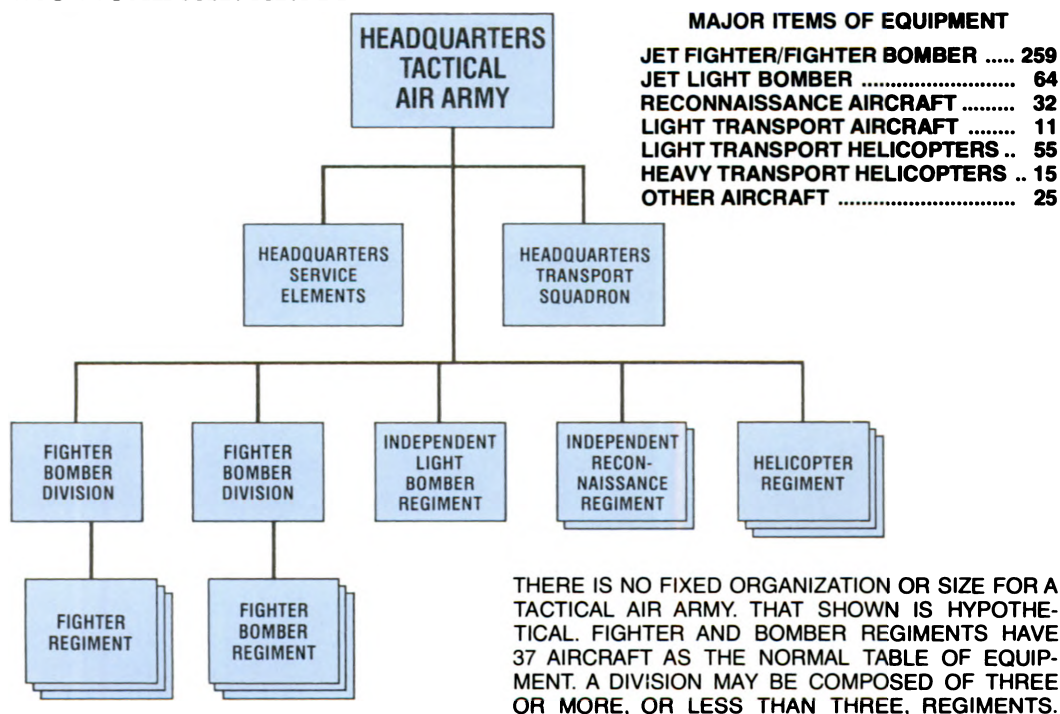 HEADQUARTERS
TACTICAL
AIR ARMY
MAJOR ITEMS OF EQUIPMENT
JET FIGHTER/FIGHTER BOMBER ..... 259
JET LIGHT BOMBER .......................... 64
RECONNAISSANCE AIRCRAFT ......... 32
LIGHT TRANSPORT AIRCRAFT ........ 11
LIGHT TRANSPORT HELICOPTERS .. 55
HEAVY TRANSPORT HELICOPTERS .. 15
OTHER AIRCRAFT .............................. 25
HEADQUARTERS
SERVICE
ELEMENTS
HEADQUARTERS
TRANSPORT
SQUADRON
FIGHTER
BOMBER
DIVISION
FIGHTER
BOMBER
DIVISION
INDEPENDENT
LIGHT
BOMBER
REGIMENT
INDEPENDENT
RECON-
NAISSANCE
REGIMENT
HELICOPTER
REGIMENT
FIGHTER
REGIMENT
FIGHTER
BOMBER
REGIMENT
THERE IS NO FIXED ORGANIZATION OR SIZE FOR A
TACTICAL AIR ARMY. THAT SHOWN IS HYPOTHE-
TICAL. FIGHTER AND BOMBER REGIMENTS HAVE
37 AIRCRAFT AS THE NORMAL TABLE OF EQUIP-
MENT. A DIVISION MAY BE COMPOSED OF THREE
OR MORE, OR LESS THAN THREE, REGIMENTS.